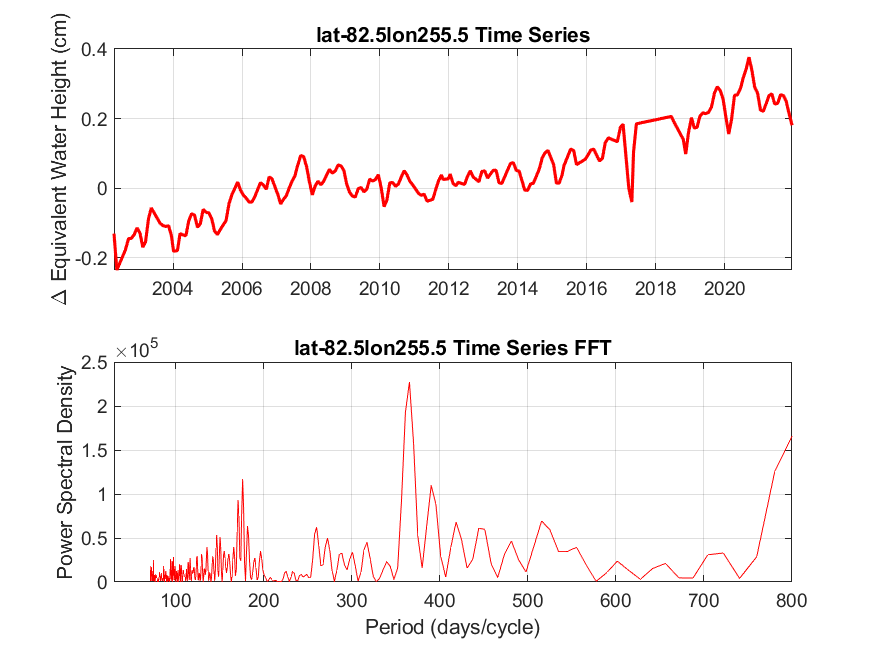 lat-82.5lon255.5 Time Series
Δ Equivalent Water Height (cm)
0.4
0.2
0
-0.2
2004 2006 2008 2010 2012 2014 2016 2018 2020
lat-82.5lon255.5 Time Series FFT
×10^5
Power Spectral Density
2.5
2
1.5
1
0.5
0
100 200 300 400 500 600 700 800
Period (days/cycle)